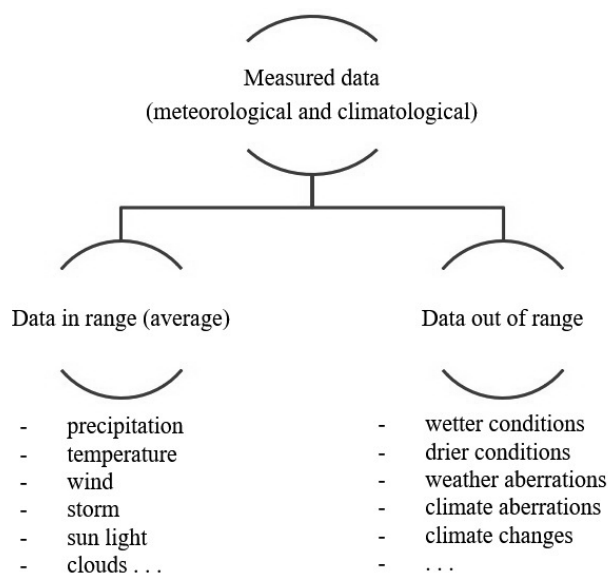 Measured data
(meteorological and climatological)
Data in range (average)
- precipitation
- temperature
- wind
- storm
- sun light
- clouds . . .
Data out of range
- wetter conditions
- drier conditions
- weather aberrations
- climate aberrations
- climate changes
- . . .